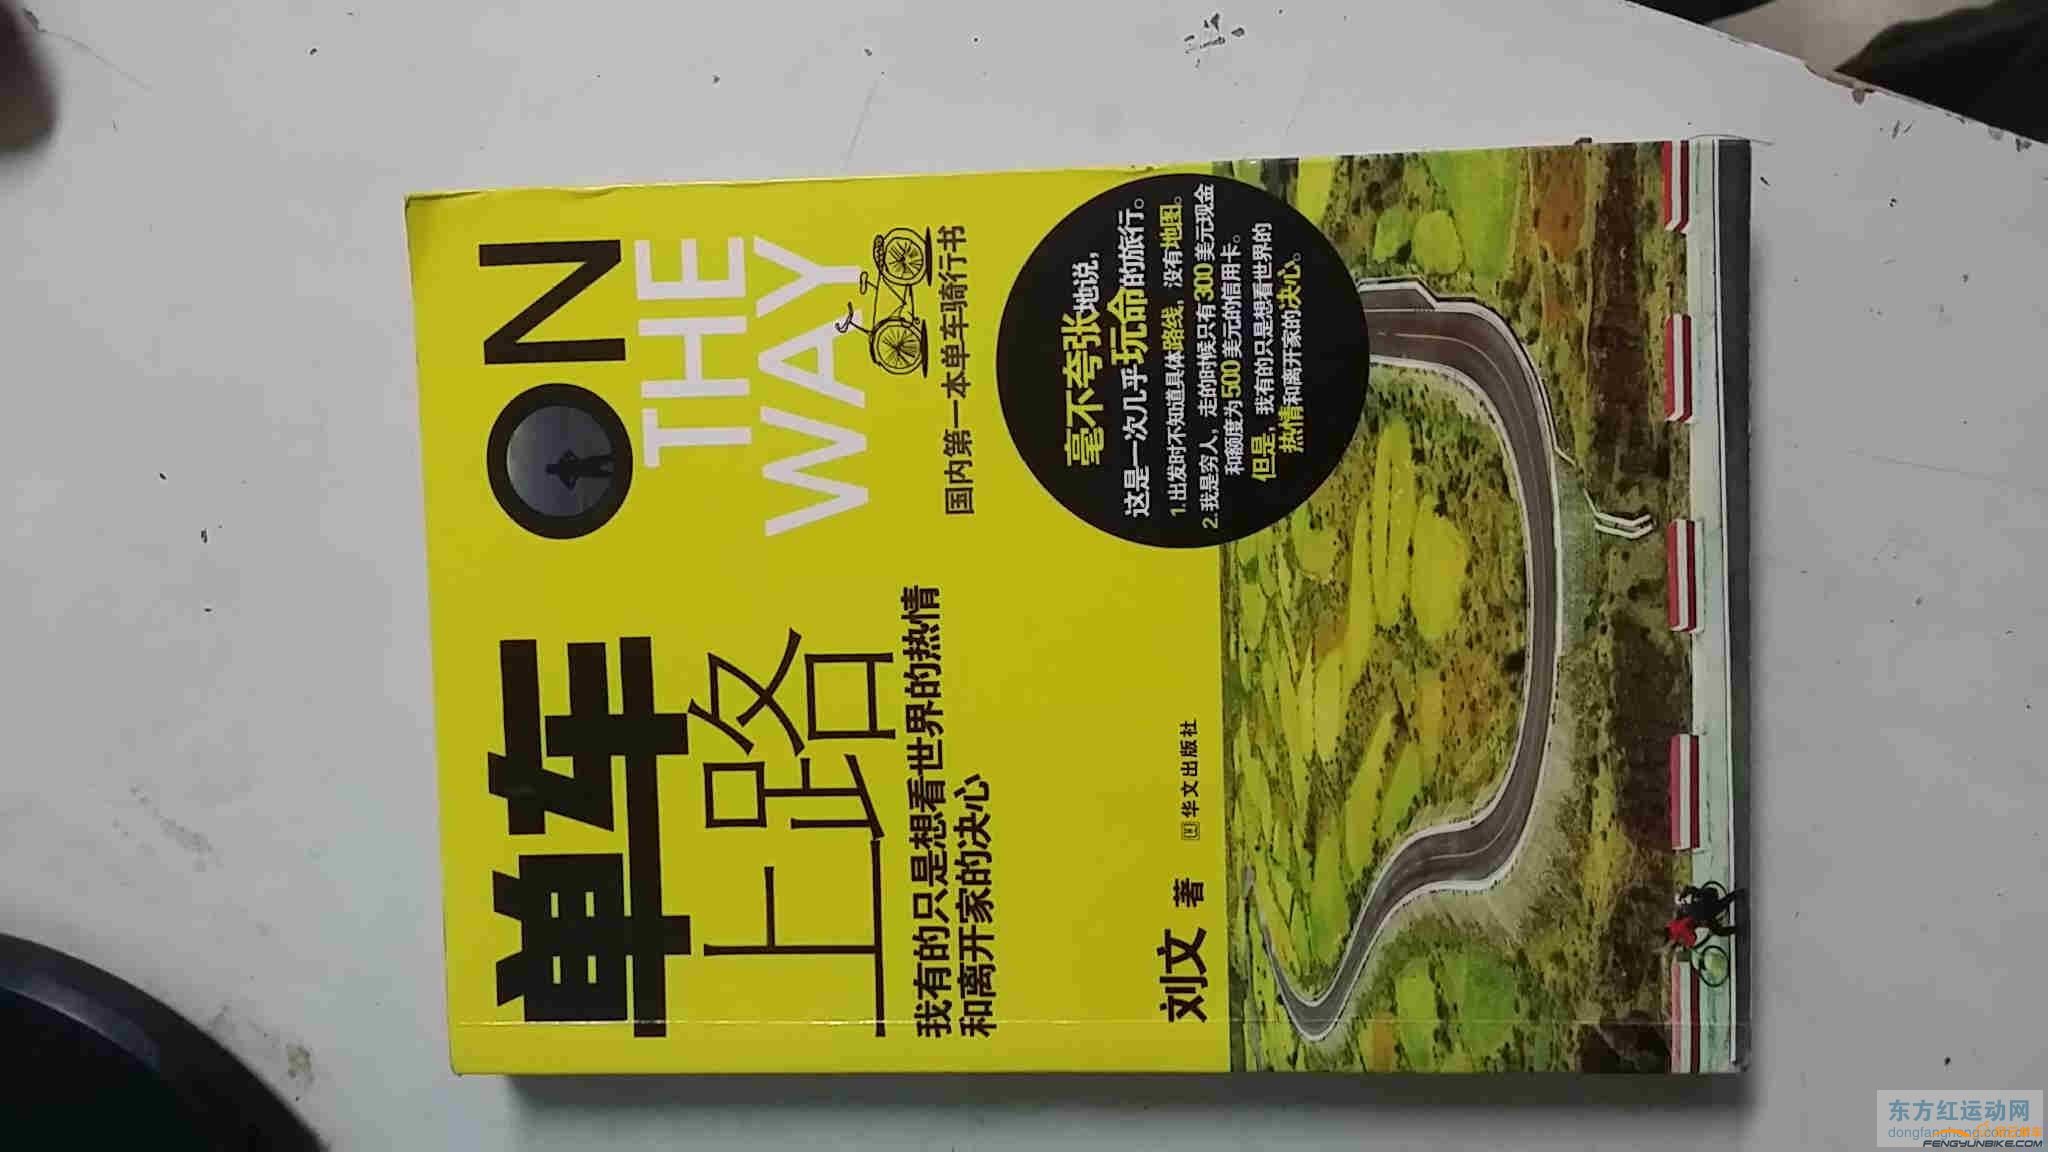 单车
上路
ON
THE
WAY
国内第一本单车骑行书
我有的只是想看世界的热情
和离开家的决心
毫不夸张地说，
这是一次几乎玩命的旅行。
1.出发时不知道具体路线，没有地图。
2.我是穷人，走的时候只有300美元现金
和额度为500美元的信用卡。
但是，我有的只是想看世界的
热情和离开家的决心。
刘文 著
华文出版社
东方红运动网
dongfanghong.com.cn
FENGYUNBIKE.COM